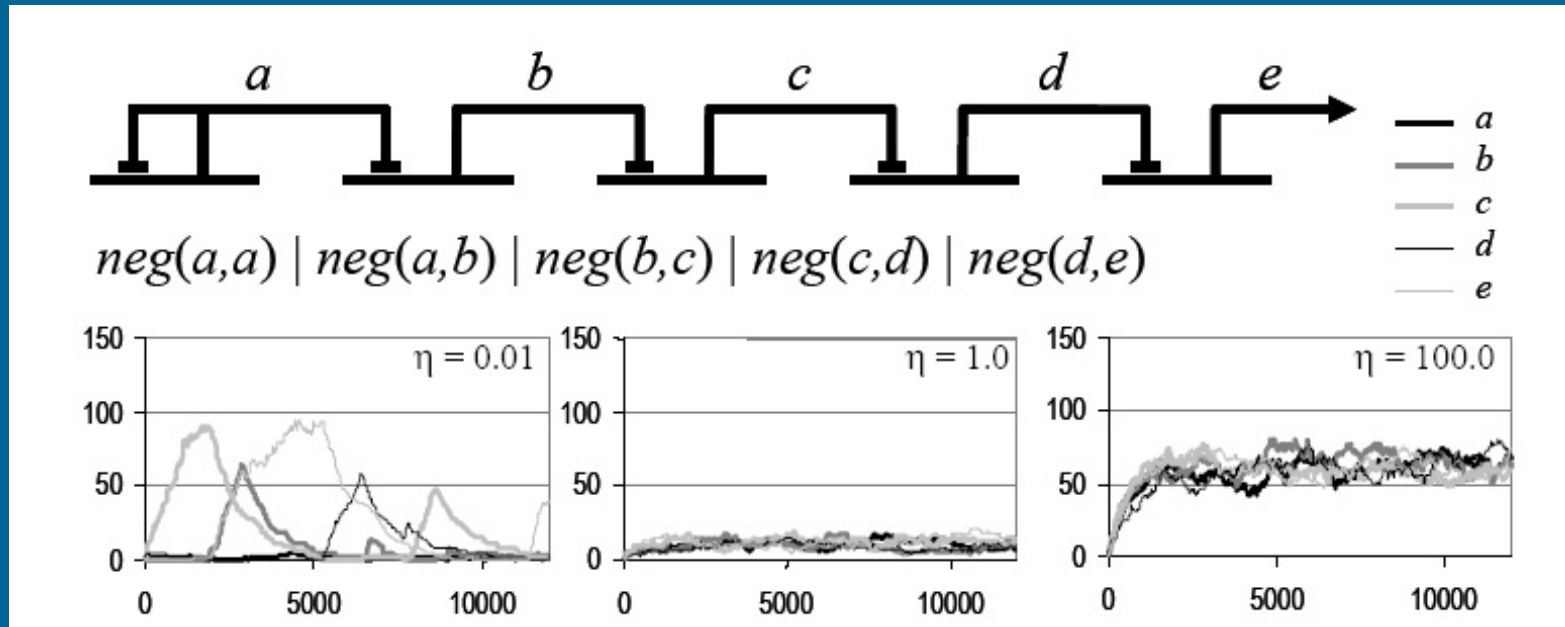 a b c d e
a
b
c
d
e
neg(a,a) | neg(a,b) | neg(b,c) | neg(c,d) | neg(d,e)
150
100
50
0
0 5000 10000
η = 0.01
150
100
50
0
0 5000 10000
η = 1.0
150
100
50
0
0 5000 10000
η = 100.0